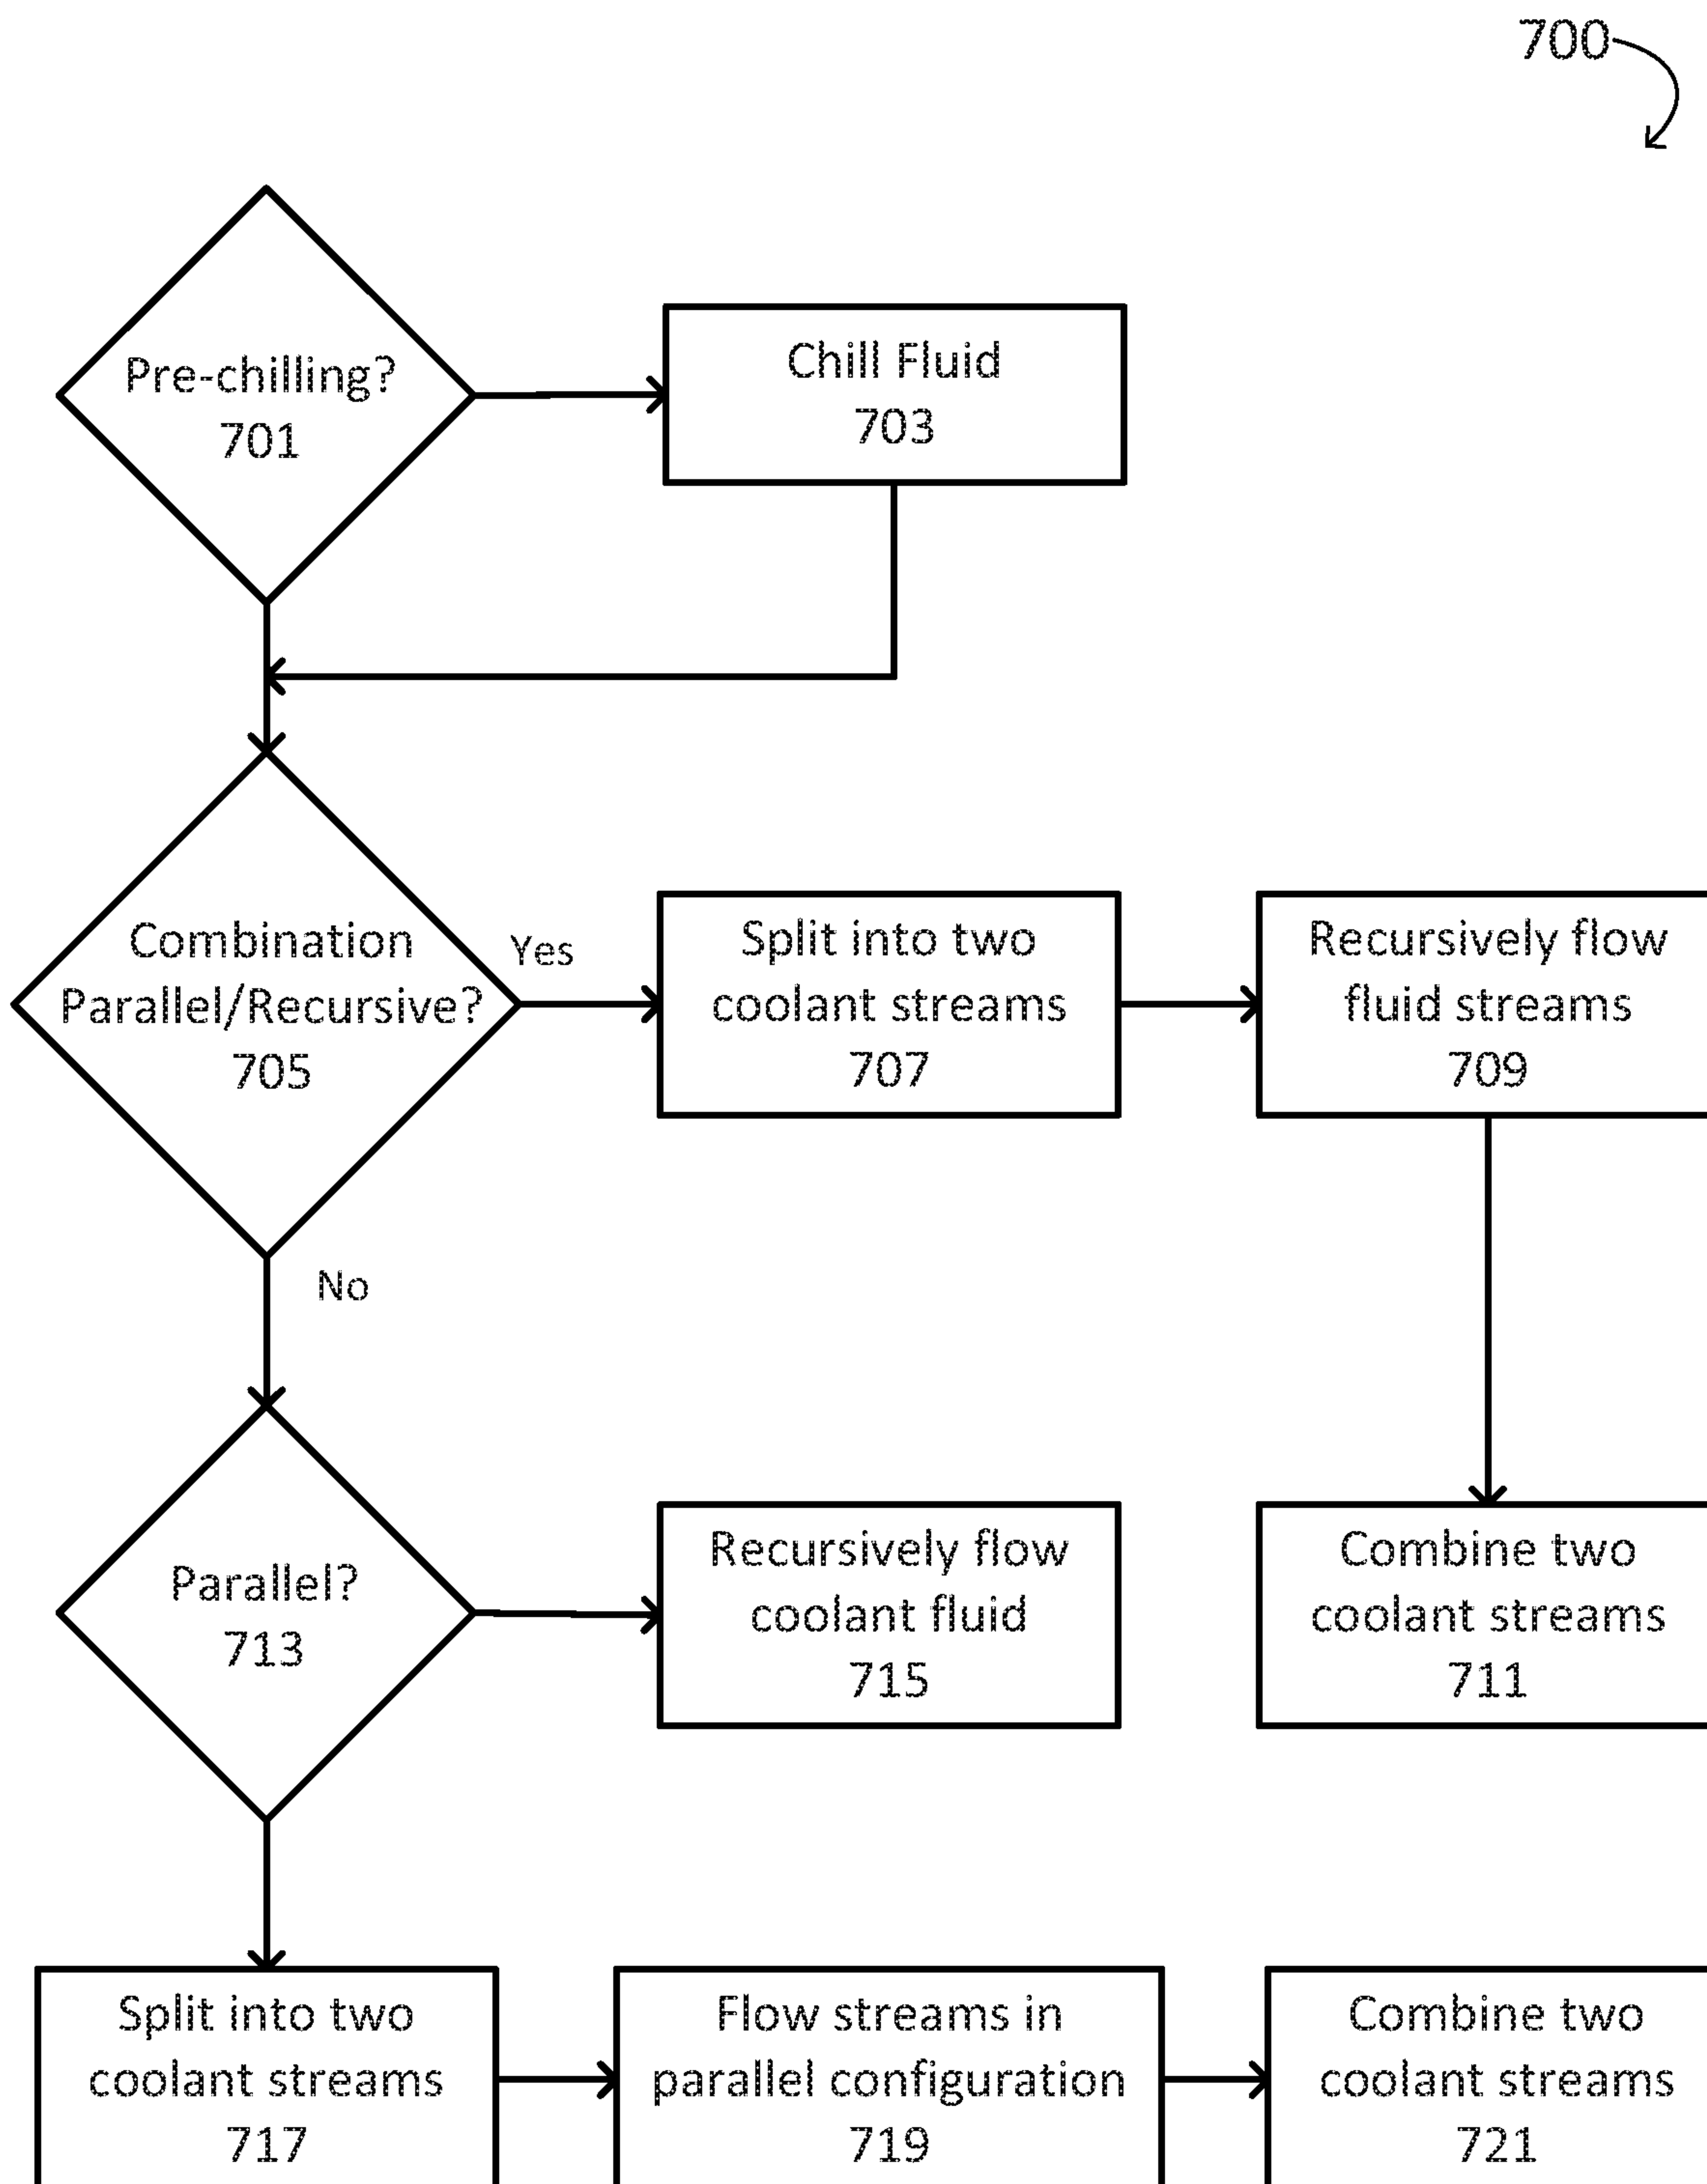 700
Pre-chilling?
701
Chill Fluid
703
Combination
Parallel/Recursive?
705
Yes
Split into two
coolant streams
707
Recursively flow
fluid streams
709
No
Parallel?
713
Recursively flow
coolant fluid
715
Combine two
coolant streams
711
Split into two
coolant streams
717
Flow streams in
parallel configuration
719
Combine two
coolant streams
721